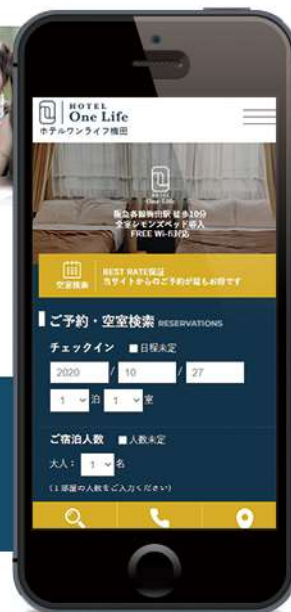 HOTEL
One Life
ホテルワンライフ梅田
HOTEL
One Life
阪急各線梅田駅 徒歩10分
全室シモンズベッド導入
FREE Wi-fi対応
空室検索
BEST RATE保証
当サイトからのご予約が最もお得です
ご予約・空室検索 RESERVATIONS
チェックイン ■日程未定
2020 / 10 / 27
1 泊 1 室
ご宿泊人数 ■人数未定
大人： 1 名
(1部屋の人数をご入力ください)